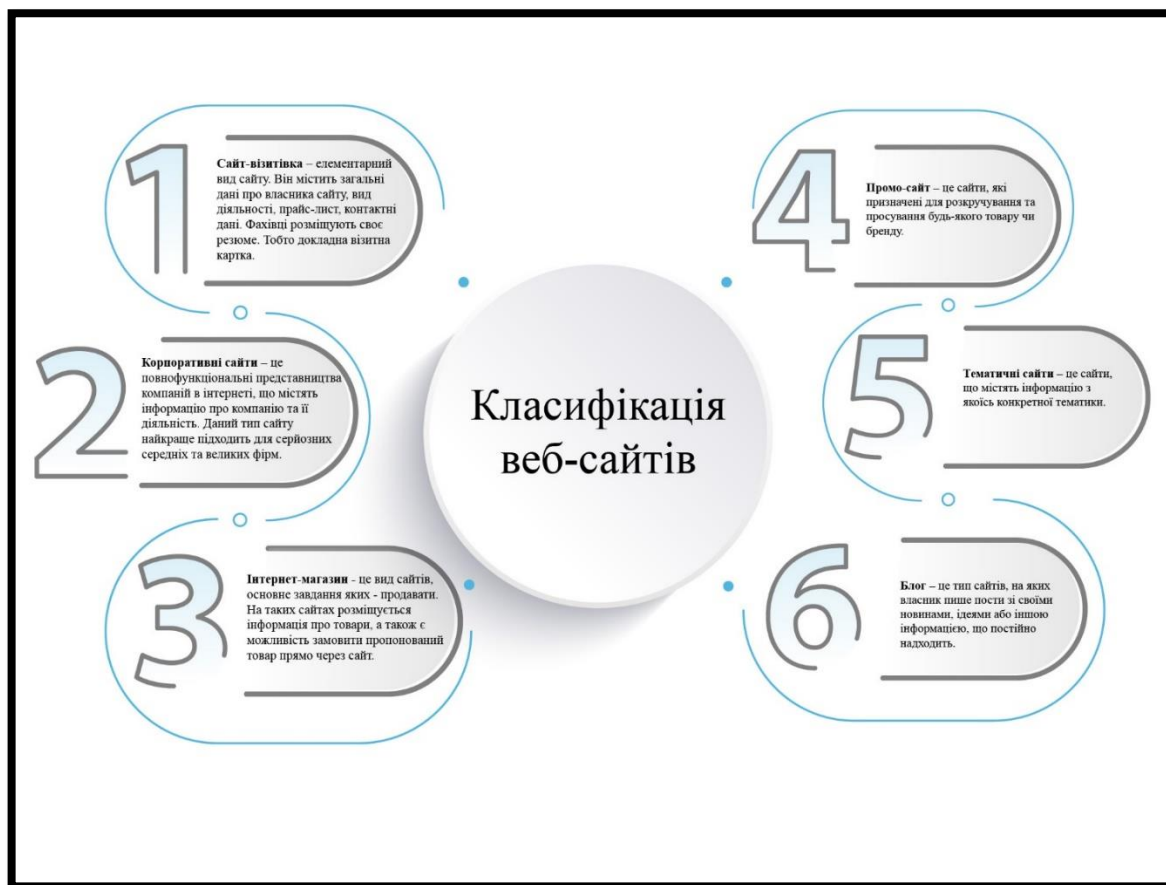 1
Сайт-візитівка – елементарний
вид сайту. Він містить загальні
дані про власника сайту, вид
діяльності, прайс-лист, контактні
дані. Фахівці розміщують своє
резюме. Тобто докладна візитна
картка.
2
Корпоративні сайти – це
повнофункціональні представництва
компаній в інтернеті, що містять
інформацію про компанію та її
діяльність. Даний тип сайту
найкраще підходить для серйозних
середніх та великих фірм.
3
Інтернет-магазин - це вид сайтів,
основне завдання яких - продавати.
На таких сайтах розміщується
інформація про товари, а також є
можливість замовити пропонований
товар прямо через сайт.
Класифікація
веб-сайтів
4
Промо-сайт – це сайти, які
призначені для розкручування та
просування будь-якого товару чи
бренду.
5
Тематичні сайти – це сайти,
що містять інформацію з
якоїсь конкретної тематики.
6
Блог – це тип сайтів, на яких
власник пише пости зі своїми
новинами, ідеями або іншою
інформацією, що постійно
надходить.